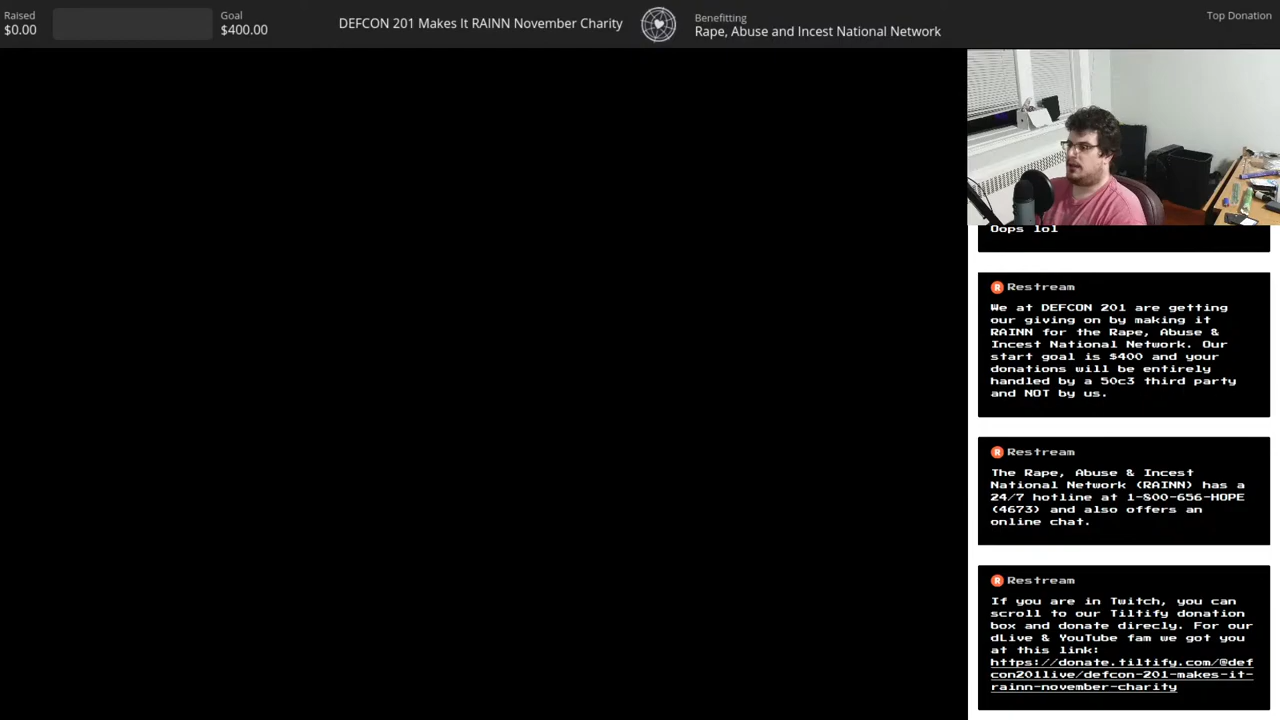 Raised
$0.00
Goal
$400.00
DEFCON 201 Makes It RAINN November Charity
Benefitting
Rape, Abuse and Incest National Network
Top Donation
Oops lol
Restream
We at DEFCON 201 are getting
our giving on by making it
RAINN for the Rape, Abuse &
Incest National Network. Our
start goal is $400 and your
donations will be entirely
handled by a 50c3 third party
and NOT by us.
Restream
The Rape, Abuse & Incest
National Network (RAINN) has a
24/7 hotline at 1-800-656-HOPE
(4673) and also offers an
online chat.
Restream
If you are in Twitch, you can
scroll to our Tiltify donation
box and donate direcly. For our
dLive & YouTube fam we got you
at this link:
https://donate.tiltify.com/@def
con201live/defcon-201-makes-it-
rainn-november-charity